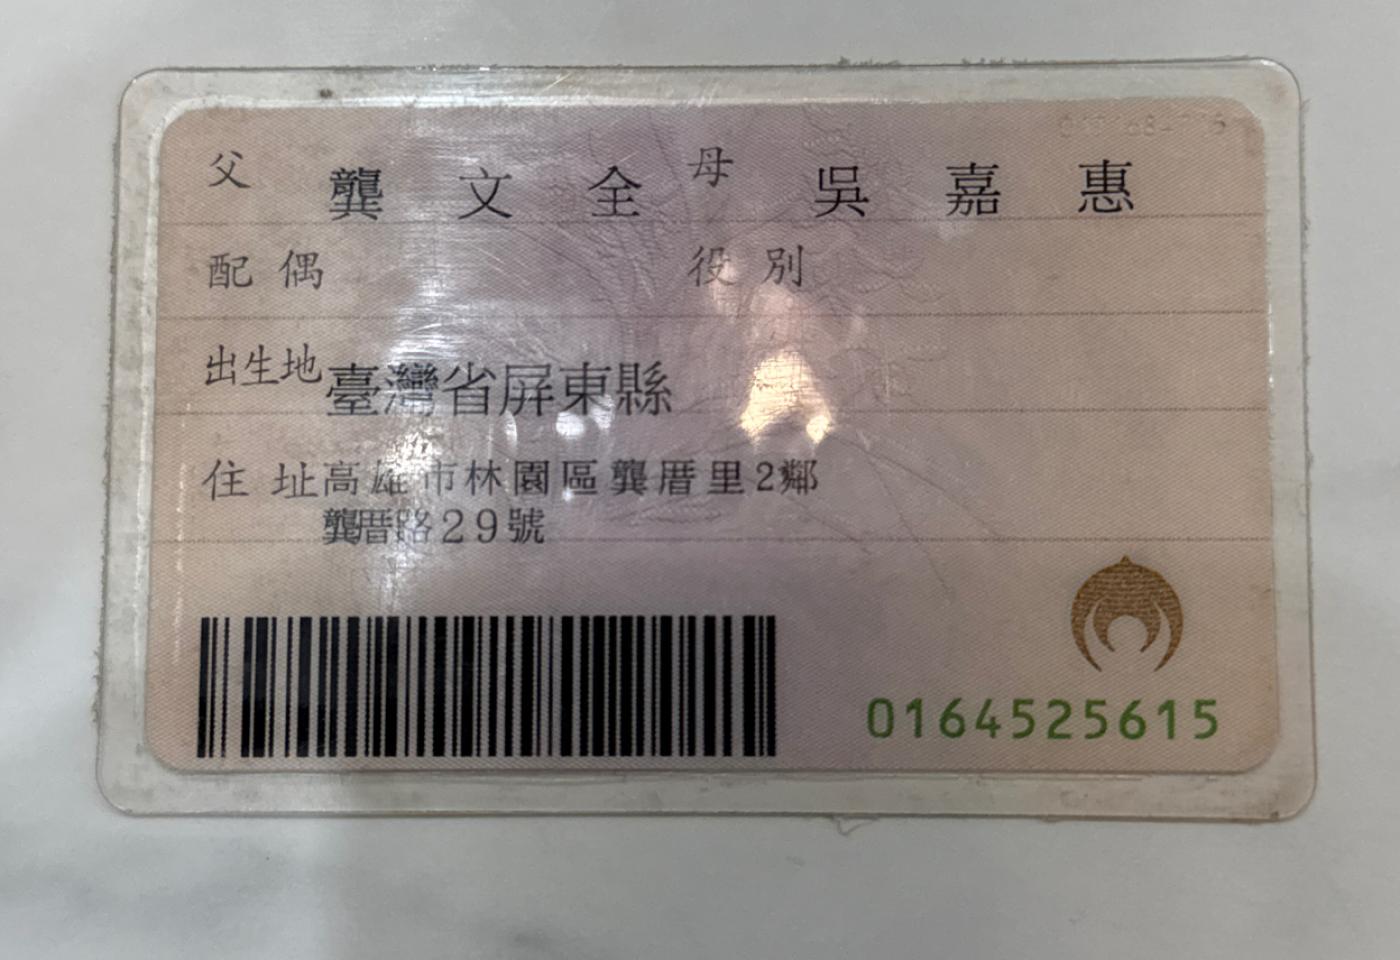 父 龔文全 母 吳嘉惠
配偶 役別
出生地 臺灣省屏東縣
住址 高雄市林園區龔厝里2鄰
龔厝路29號
0164525615